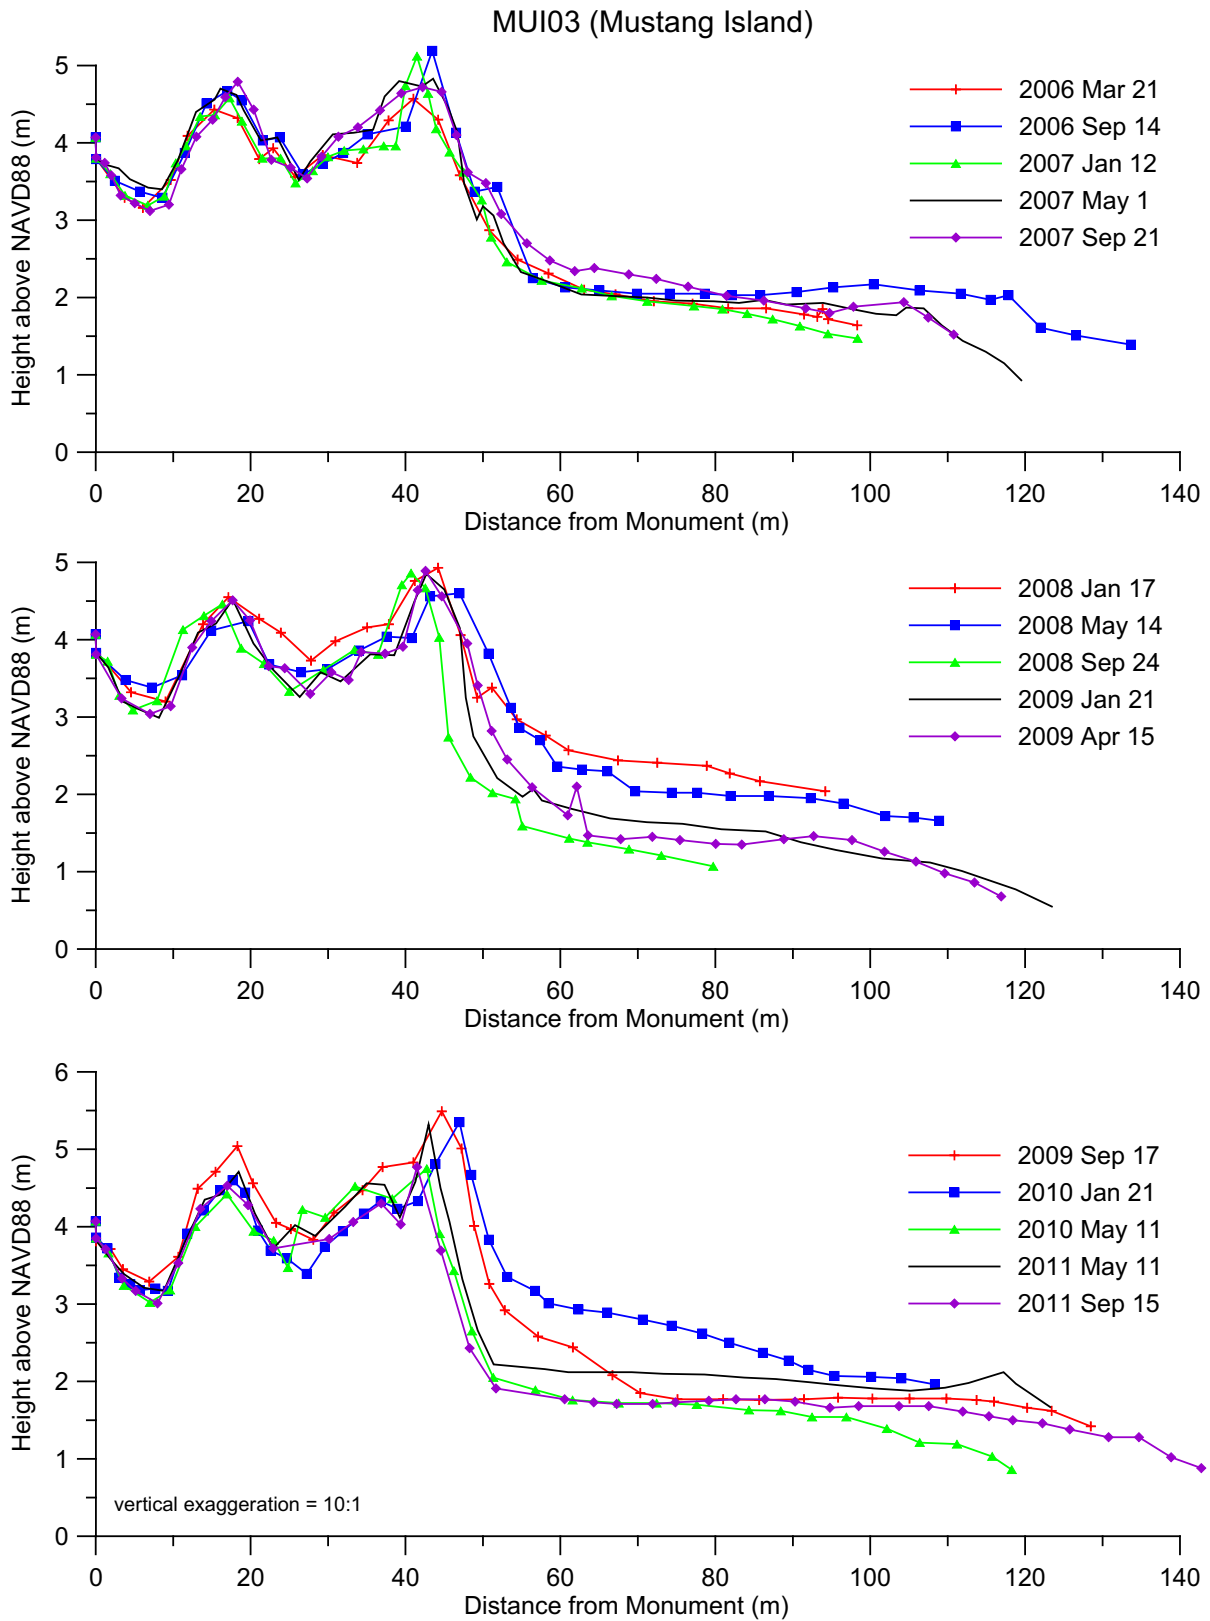 MUI03 (Mustang Island)
Height above NAVD88 (m)
5
4
3
2
1
0
0 20 40 60 80 100 120 140
Distance from Monument (m)
2006 Mar 21
2006 Sep 14
2007 Jan 12
2007 May 1
2007 Sep 21
Height above NAVD88 (m)
5
4
3
2
1
0
0 20 40 60 80 100 120 140
Distance from Monument (m)
2008 Jan 17
2008 May 14
2008 Sep 24
2009 Jan 21
2009 Apr 15
Height above NAVD88 (m)
6
5
4
3
2
1
0
0 20 40 60 80 100 120 140
Distance from Monument (m)
2009 Sep 17
2010 Jan 21
2010 May 11
2011 May 11
2011 Sep 15
vertical exaggeration = 10:1